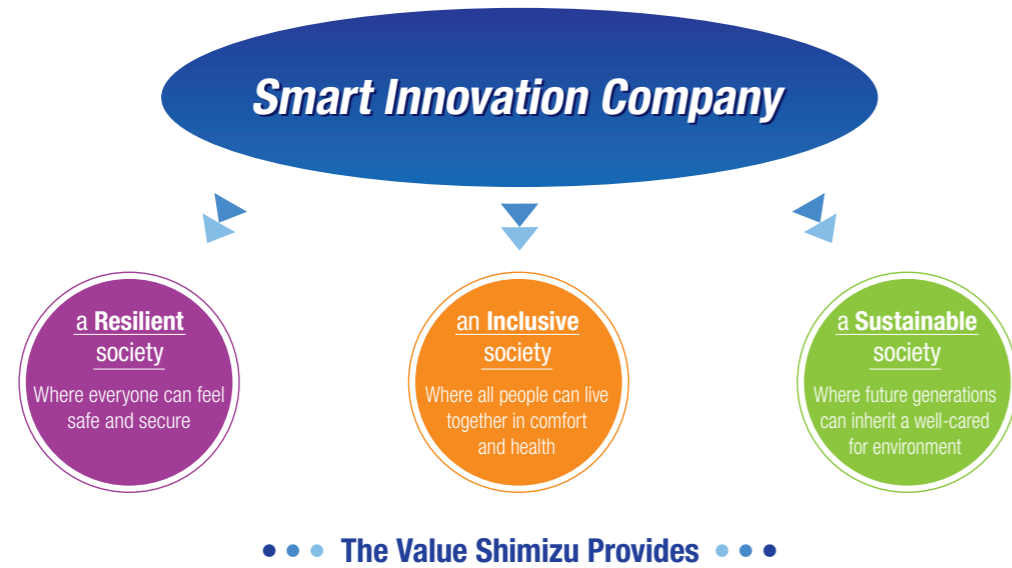 Smart Innovation Company
a Resilient
society
Where everyone can feel
safe and secure
an Inclusive
society
Where all people can live
together in comfort
and health
a Sustainable
society
Where future generations
can inherit a well-cared
for environment
The Value Shimizu Provides